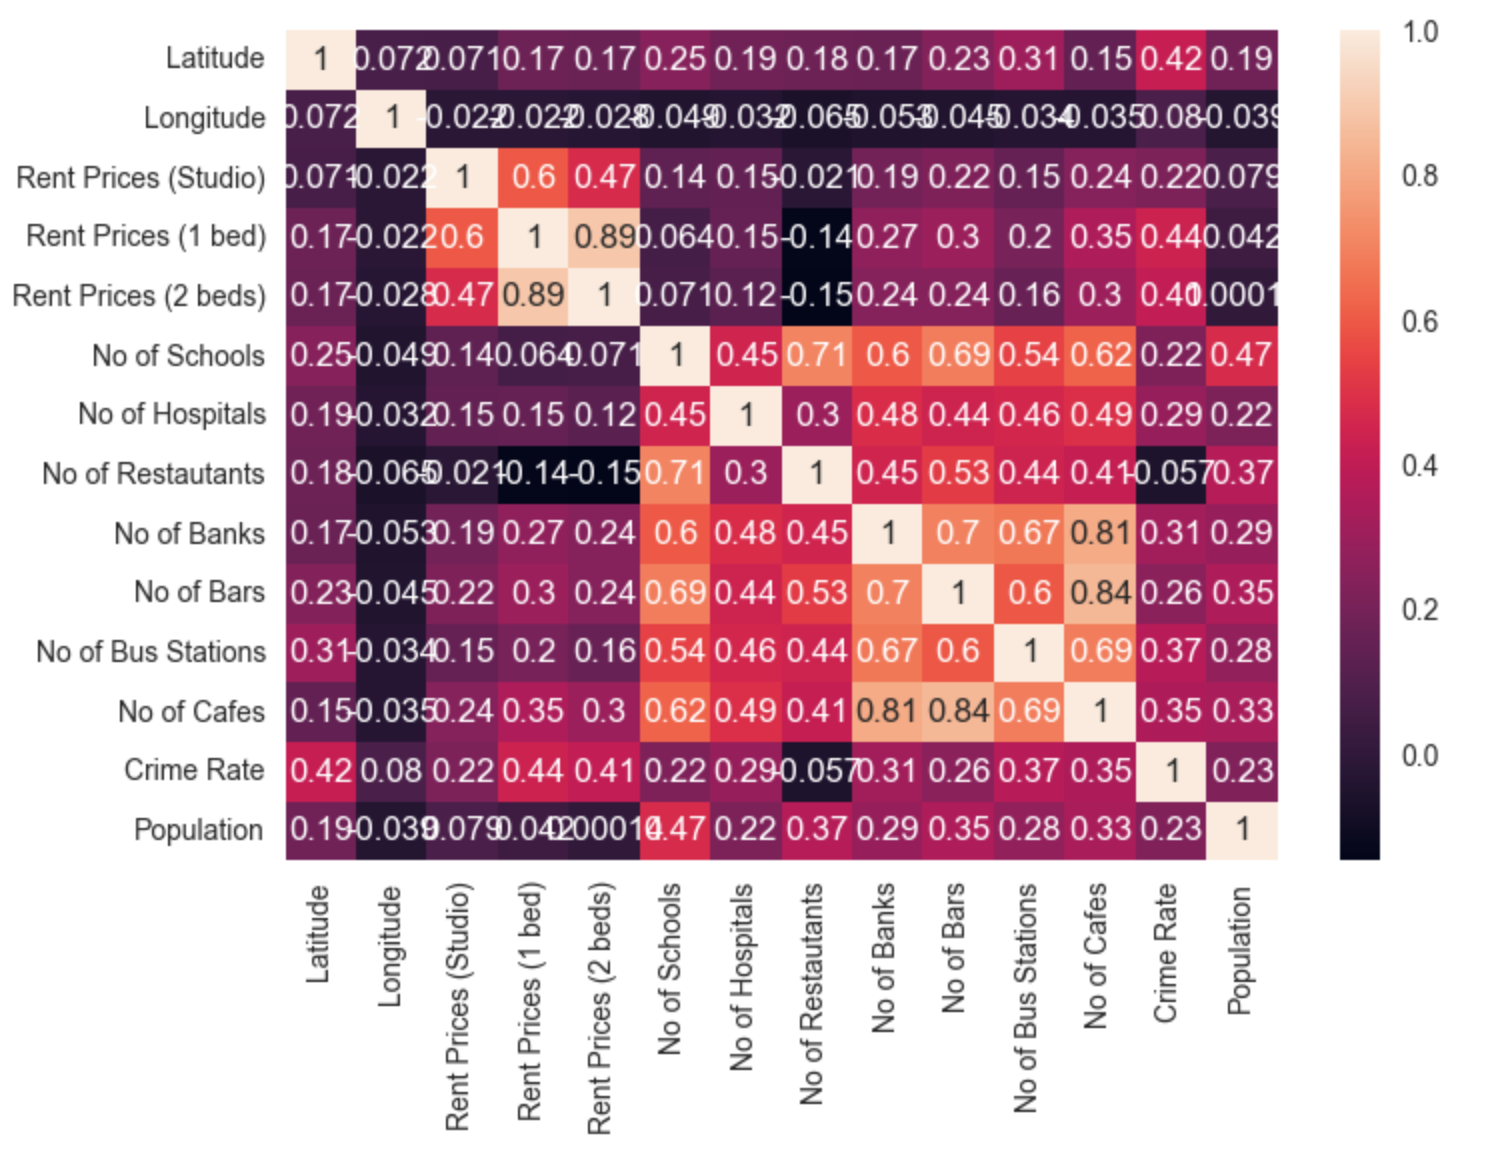 Latitude 1 0.072 0.071 0.17 0.17 0.25 0.19 0.18 0.17 0.23 0.31 0.15 0.42 0.19
Longitude 0.072 1 -0.022 -0.022 -0.028 -0.049 -0.032 -0.065 -0.053 -0.045 -0.034 -0.035 0.08 -0.039
Rent Prices (Studio) 0.071 -0.022 1 0.6 0.47 0.14 0.15 -0.021 0.19 0.22 0.15 0.24 0.22 0.079
Rent Prices (1 bed) 0.17 -0.022 0.6 1 0.89 0.064 0.15 -0.14 0.27 0.3 0.2 0.35 0.44 0.042
Rent Prices (2 beds) 0.17 -0.028 0.47 0.89 1 0.071 0.12 -0.15 0.24 0.24 0.16 0.3 0.41
No of Schools 0.25 -0.049 0.14 0.064 0.071 1 0.45 0.71 0.6 0.69 0.54 0.62 0.22 0.47
No of Hospitals 0.19 -0.032 0.15 0.15 0.12 0.45 1 0.3 0.48 0.44 0.46 0.49 0.29 0.22
No of Restautants 0.18 -0.065 -0.021 -0.14 -0.15 0.71 0.3 1 0.45 0.53 0.44 0.41 -0.057 0.37
No of Banks 0.17 -0.053 0.19 0.27 0.24 0.6 0.48 0.45 1 0.7 0.67 0.81 0.31 0.29
No of Bars 0.23 -0.045 0.22 0.3 0.24 0.69 0.44 0.53 0.7 1 0.6 0.84 0.26 0.35
No of Bus Stations 0.31 -0.034 0.15 0.2 0.16 0.54 0.46 0.44 0.67 0.6 1 0.69 0.37 0.28
No of Cafes 0.15 -0.035 0.24 0.35 0.3 0.62 0.49 0.41 0.81 0.84 0.69 1 0.35 0.33
Crime Rate 0.42 0.08 0.22 0.44 0.41 0.22 0.29 -0.057 0.31 0.26 0.37 0.35 1 0.23
Population 0.19 -0.039 0.079 0.042 0.47 0.22 0.37 0.29 0.35 0.28 0.33 0.23 1
Latitude
Longitude
Rent Prices (Studio)
Rent Prices (1 bed)
Rent Prices (2 beds)
No of Schools
No of Hospitals
No of Restautants
No of Banks
No of Bars
No of Bus Stations
No of Cafes
Crime Rate
Population
1.0
0.8
0.6
0.4
0.2
0.0